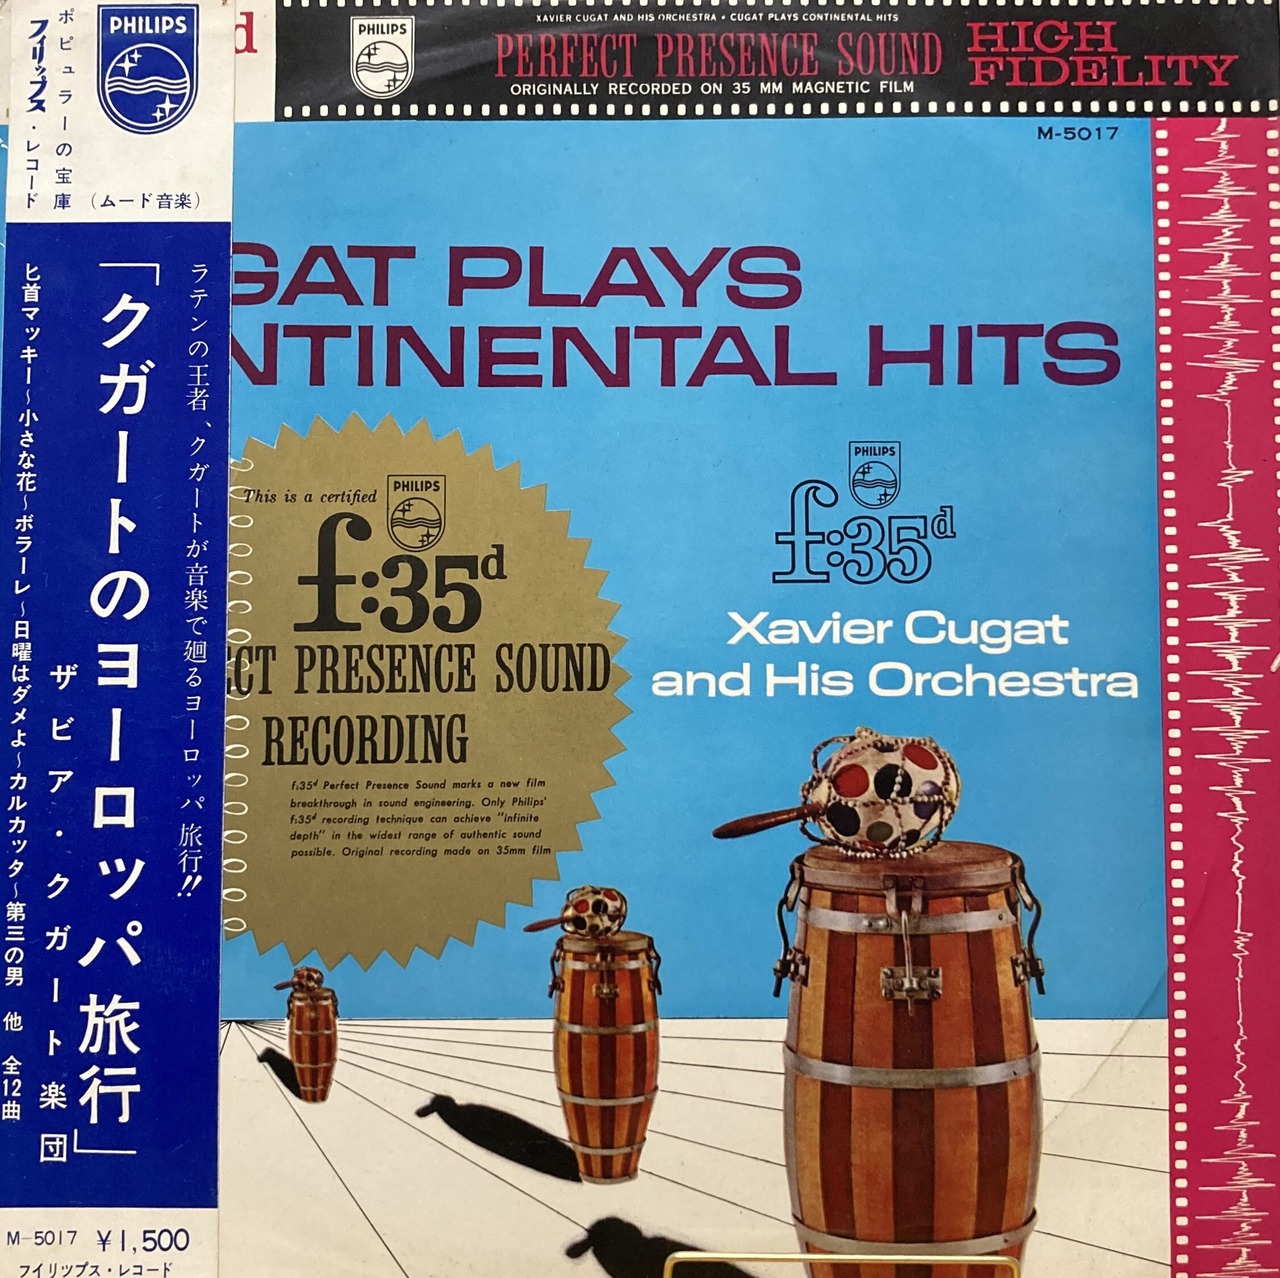 ポピュラーの宝庫
フィリップス・レコード
PHILIPS
(ムード音楽)
ラテンの王者、クガートが音楽で廻るヨーロッパ旅行!!
「クガートのヨーロッパ旅行」
ザビア・クガート楽団
匕首マッキー~小さな花~ボラーレ~日曜はダメよ~カルカッタ~第三の男 他 全12曲
M-5017 ¥1,500
フイリツプス・レコード
d
PHILIPS
XAVIER CUGAT AND HIS ORCHESTRA • CUGAT PLAYS CONTINENTAL HITS
PERFECT PRESENCE SOUND
ORIGINALLY RECORDED ON 35 MM MAGNETIC FILM
HIGH
FIDELITY
M-5017
GAT PLAYS
NTINENTAL HITS
This is a certified
PHILIPS
f:35d
ECT PRESENCE SOUND
RECORDING
f:35d Perfect Presence Sound marks a new film
breakthrough in sound engineering. Only Philips'
f:35d recording technique can achieve "infinite
depth" in the widest range of authentic sound
possible. Original recording made on 35mm film
PHILIPS
f:35d
Xavier Cugat
and His Orchestra